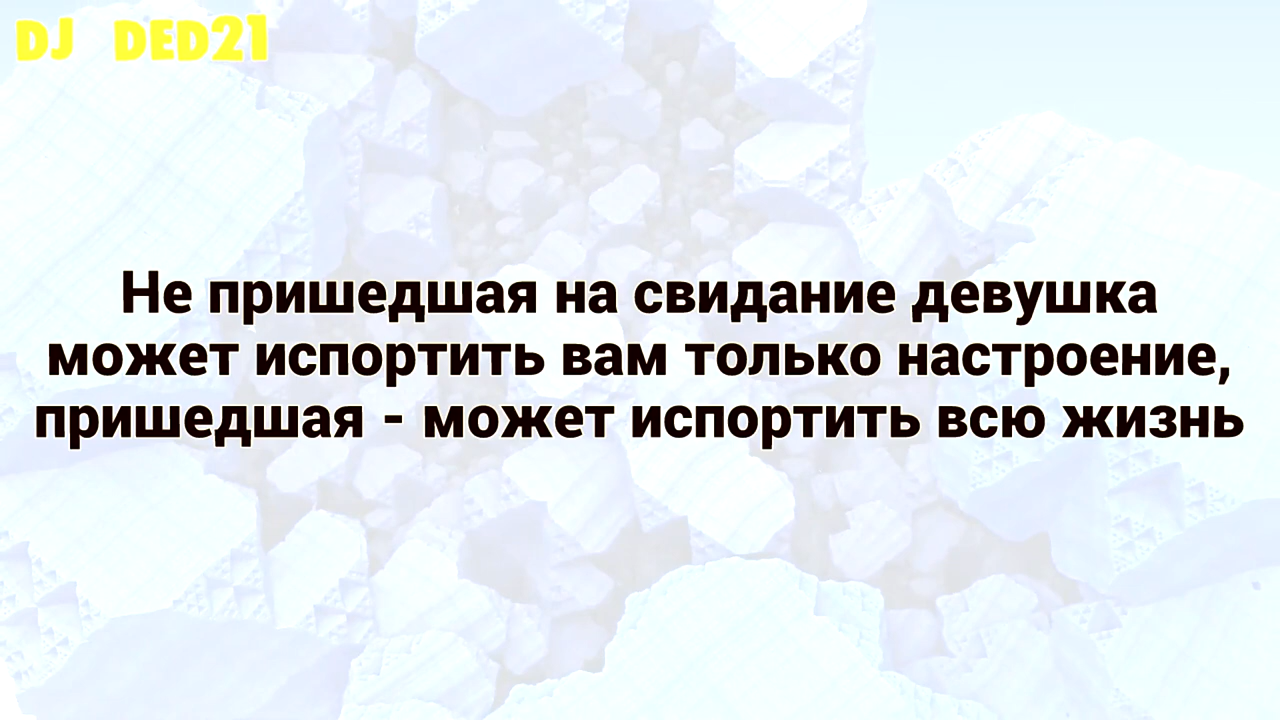 DJ DED21
Не пришедшая на свидание девушка
может испортить вам только настроение,
пришедшая - может испортить всю жизнь